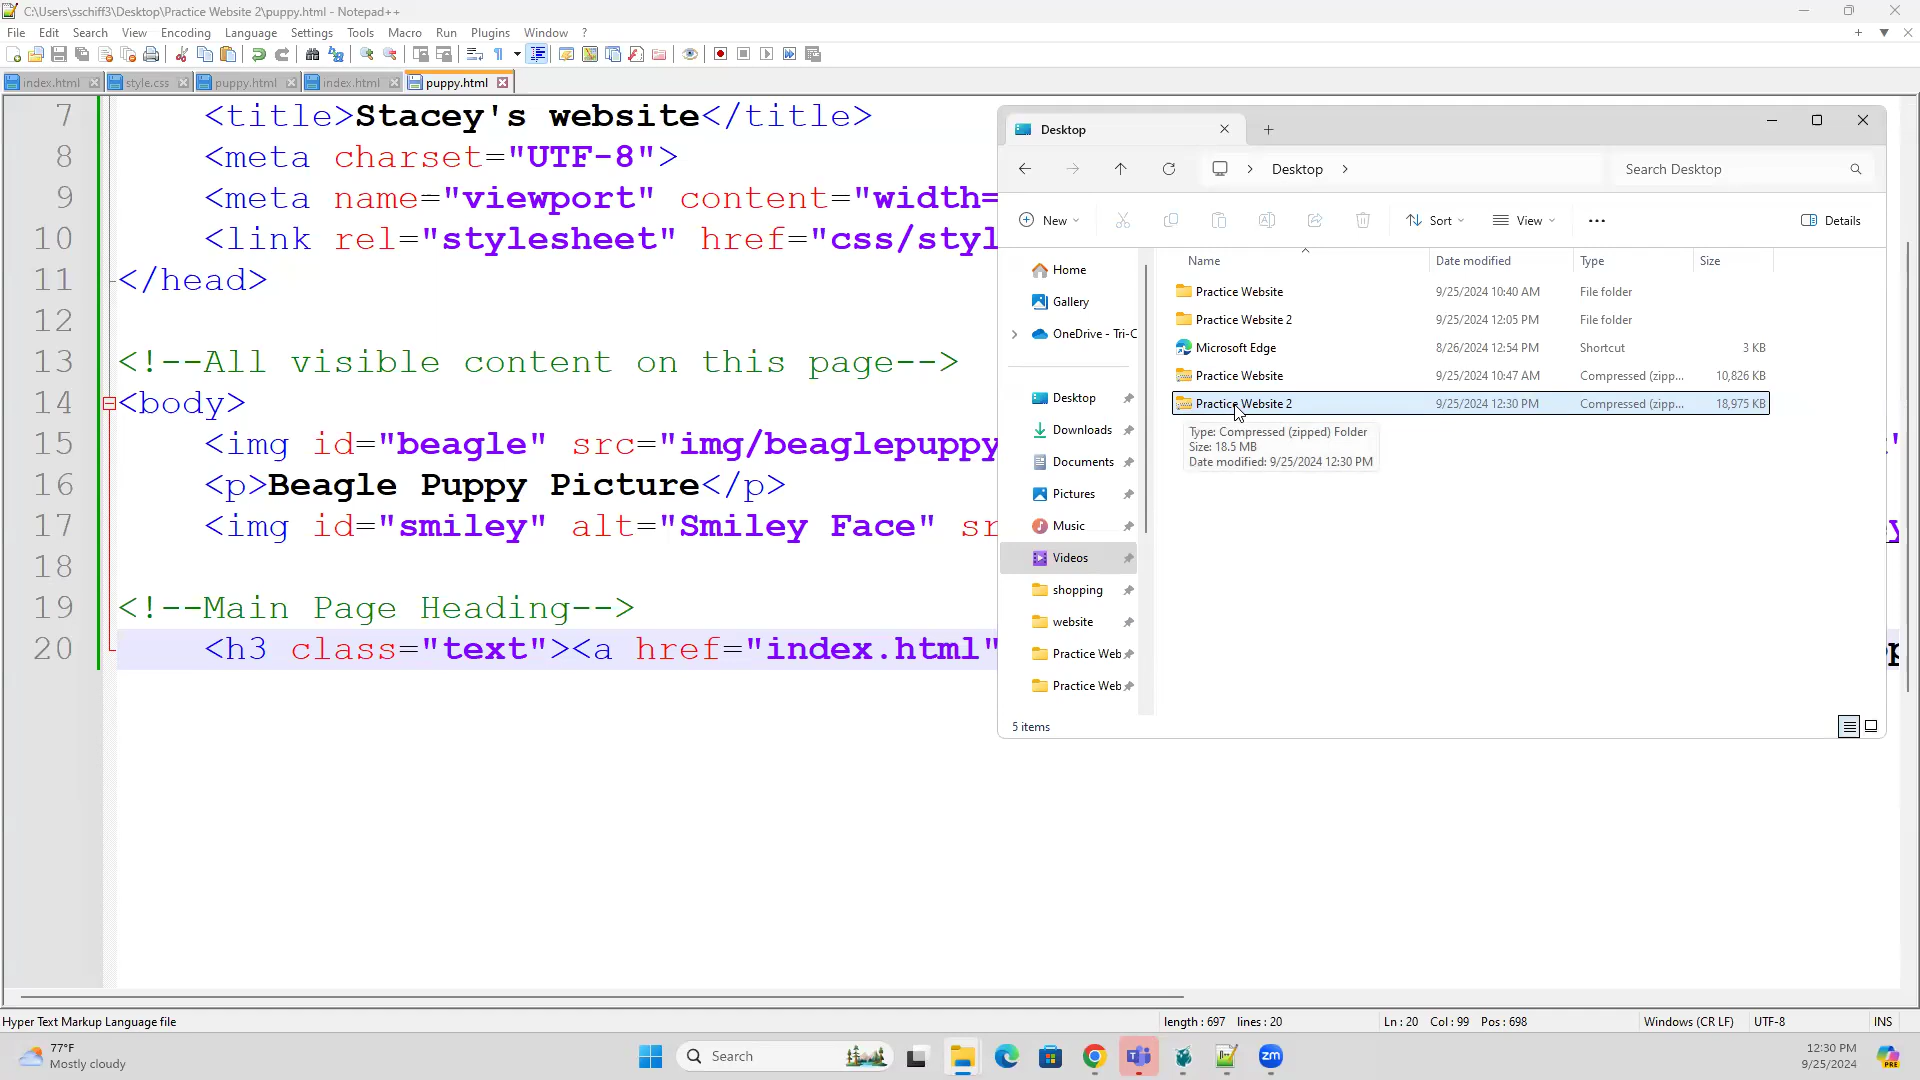 C:\Users\sschiff3\Desktop\Practice Website 2\puppy.html - Notepad++
File Edit Search View Encoding Language Settings Tools Macro Run Plugins Window ?
index.html style.css puppy.html index.html puppy.html
7 <title>Stacey's website</title>
8 <meta charset="UTF-8">
9 <meta name="viewport" content="width=
10 <link rel="stylesheet" href="css/styl
11 </head>
12
13 <!--All visible content on this page-->
14 <body>
15 <img id="beagle" src="img/beaglepuppy
16 <p>Beagle Puppy Picture</p>
17 <img id="smiley" alt="Smiley Face" sr
18
19 <!--Main Page Heading-->
20 <h3 class="text"><a href="index.html"
Desktop
Desktop
Search Desktop
New
Sort
View
Details
Home
Gallery
OneDrive - Tri-C
Desktop
Downloads
Documents
Pictures
Music
Videos
shopping
website
Practice Web
Practice Web
Name Date modified Type Size
Practice Website 9/25/2024 10:40 AM File folder
Practice Website 2 9/25/2024 12:05 PM File folder
Microsoft Edge 8/26/2024 12:54 PM Shortcut 3 KB
Practice Website 9/25/2024 10:47 AM Compressed (zipp... 10,826 KB
Practice Website 2 9/25/2024 12:30 PM Compressed (zipp... 18,975 KB
Type: Compressed (zipped) Folder
Size: 18.5 MB
Date modified: 9/25/2024 12:30 PM
5 items
Hyper Text Markup Language file length : 697 lines : 20 Ln : 20 Col : 99 Pos : 698 Windows (CR LF) UTF-8 INS
77°F
Mostly cloudy
Search
zm
PRE
12:30 PM
9/25/2024